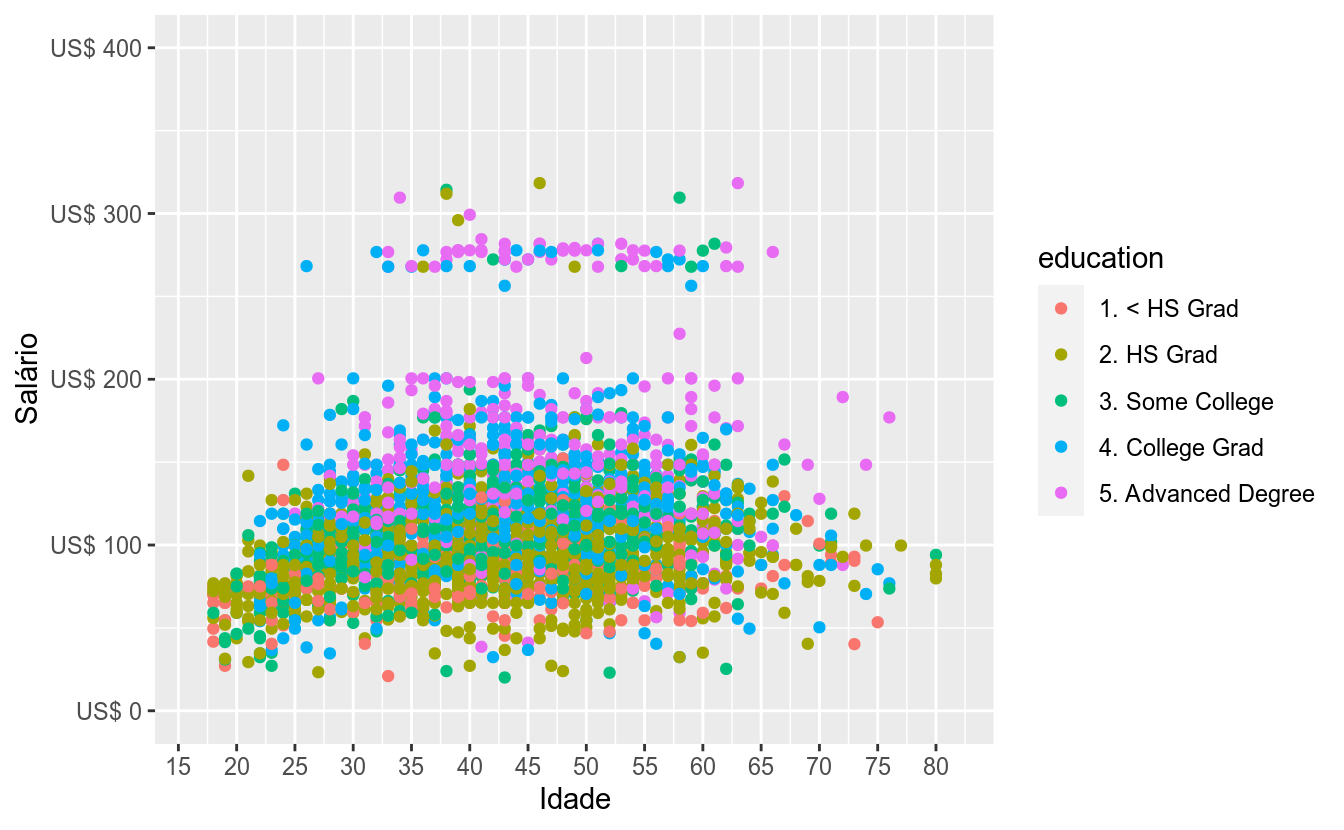 US$ 400
US$ 300
US$ 200
US$ 100
US$ 0
Salário
15 20 25 30 35 40 45 50 55 60 65 70 75 80
Idade
education
1. < HS Grad
2. HS Grad
3. Some College
4. College Grad
5. Advanced Degree